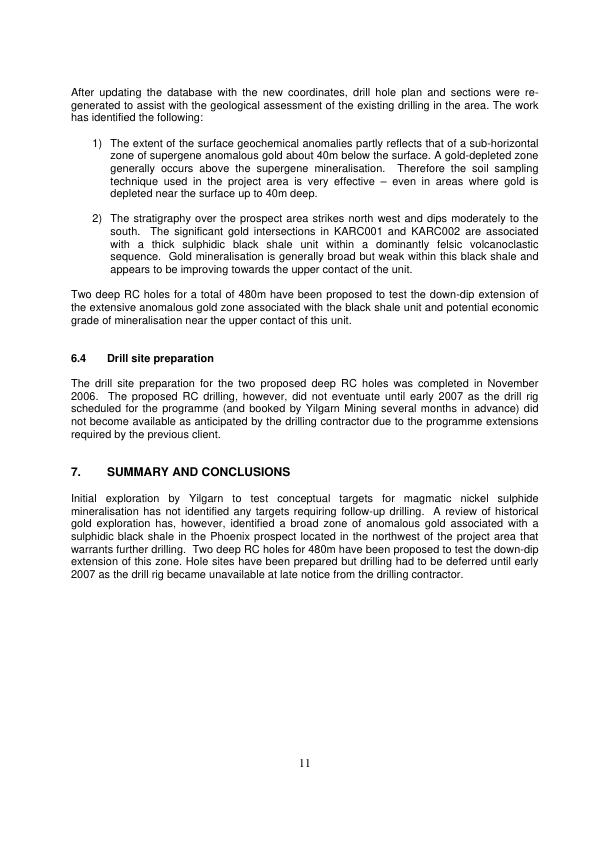 After updating the database with the new coordinates, drill hole plan and sections were re-
generated to assist with the geological assessment of the existing drilling in the area. The work
has identified the following:
1) The extent of the surface geochemical anomalies partly reflects that of a sub-horizontal
zone of supergene anomalous gold about 40m below the surface. A gold-depleted zone
generally occurs above the supergene mineralisation. Therefore the soil sampling
technique used in the project area is very effective – even in areas where gold is
depleted near the surface up to 40m deep.
2) The stratigraphy over the prospect area strikes north west and dips moderately to the
south. The significant gold intersections in KARC001 and KARC002 are associated
with a thick sulphidic black shale unit within a dominantly felsic volcanoclastic
sequence. Gold mineralisation is generally broad but weak within this black shale and
appears to be improving towards the upper contact of the unit.
Two deep RC holes for a total of 480m have been proposed to test the down-dip extension of
the extensive anomalous gold zone associated with the black shale unit and potential economic
grade of mineralisation near the upper contact of this unit.
6.4 Drill site preparation
The drill site preparation for the two proposed deep RC holes was completed in November
2006. The proposed RC drilling, however, did not eventuate until early 2007 as the drill rig
scheduled for the programme (and booked by Yilgarn Mining several months in advance) did
not become available as anticipated by the drilling contractor due to the programme extensions
required by the previous client.
7. SUMMARY AND CONCLUSIONS
Initial exploration by Yilgarn to test conceptual targets for magmatic nickel sulphide
mineralisation has not identified any targets requiring follow-up drilling. A review of historical
gold exploration has, however, identified a broad zone of anomalous gold associated with a
sulphidic black shale in the Phoenix prospect located in the northwest of the project area that
warrants further drilling. Two deep RC holes for 480m have been proposed to test the down-dip
extension of this zone. Hole sites have been prepared but drilling had to be deferred until early
2007 as the drill rig became unavailable at late notice from the drilling contractor.
11